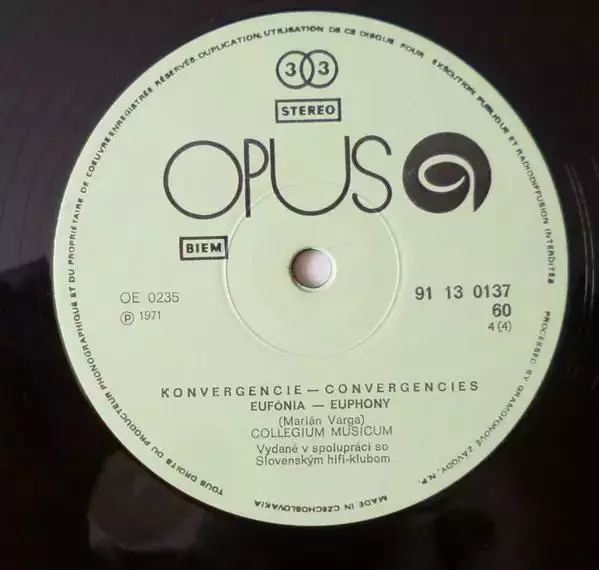 TOUS DROITS DU PRODUCTEUR PHONOGRAPHIQUE ET DU PROPRIÉTAIRE DE L'OEUVRE ENREGISTRÉE RÉSERVÉS. DUPLICATION, UTILISATION DE CE DISQUE POUR EXÉCUTION PUBLIQUE ET RADIODIFFUSION INTERDITES
PROCESSED BY GRAMOFONOVÉ ZÁVODY, N.P.
MADE IN CZECHOSLOVAKIA
33
STEREO
OPUS
BIEM
OE 0235
Ⓟ 1971
91 13 0137
60
4 (4)
KONVERGENCIE — CONVERGENCIES
EUFÓNIA — EUPHONY
(Marián Varga)
COLLEGIUM MUSICUM
Vydané v spolupráci so
Slovenským hifi-klubom